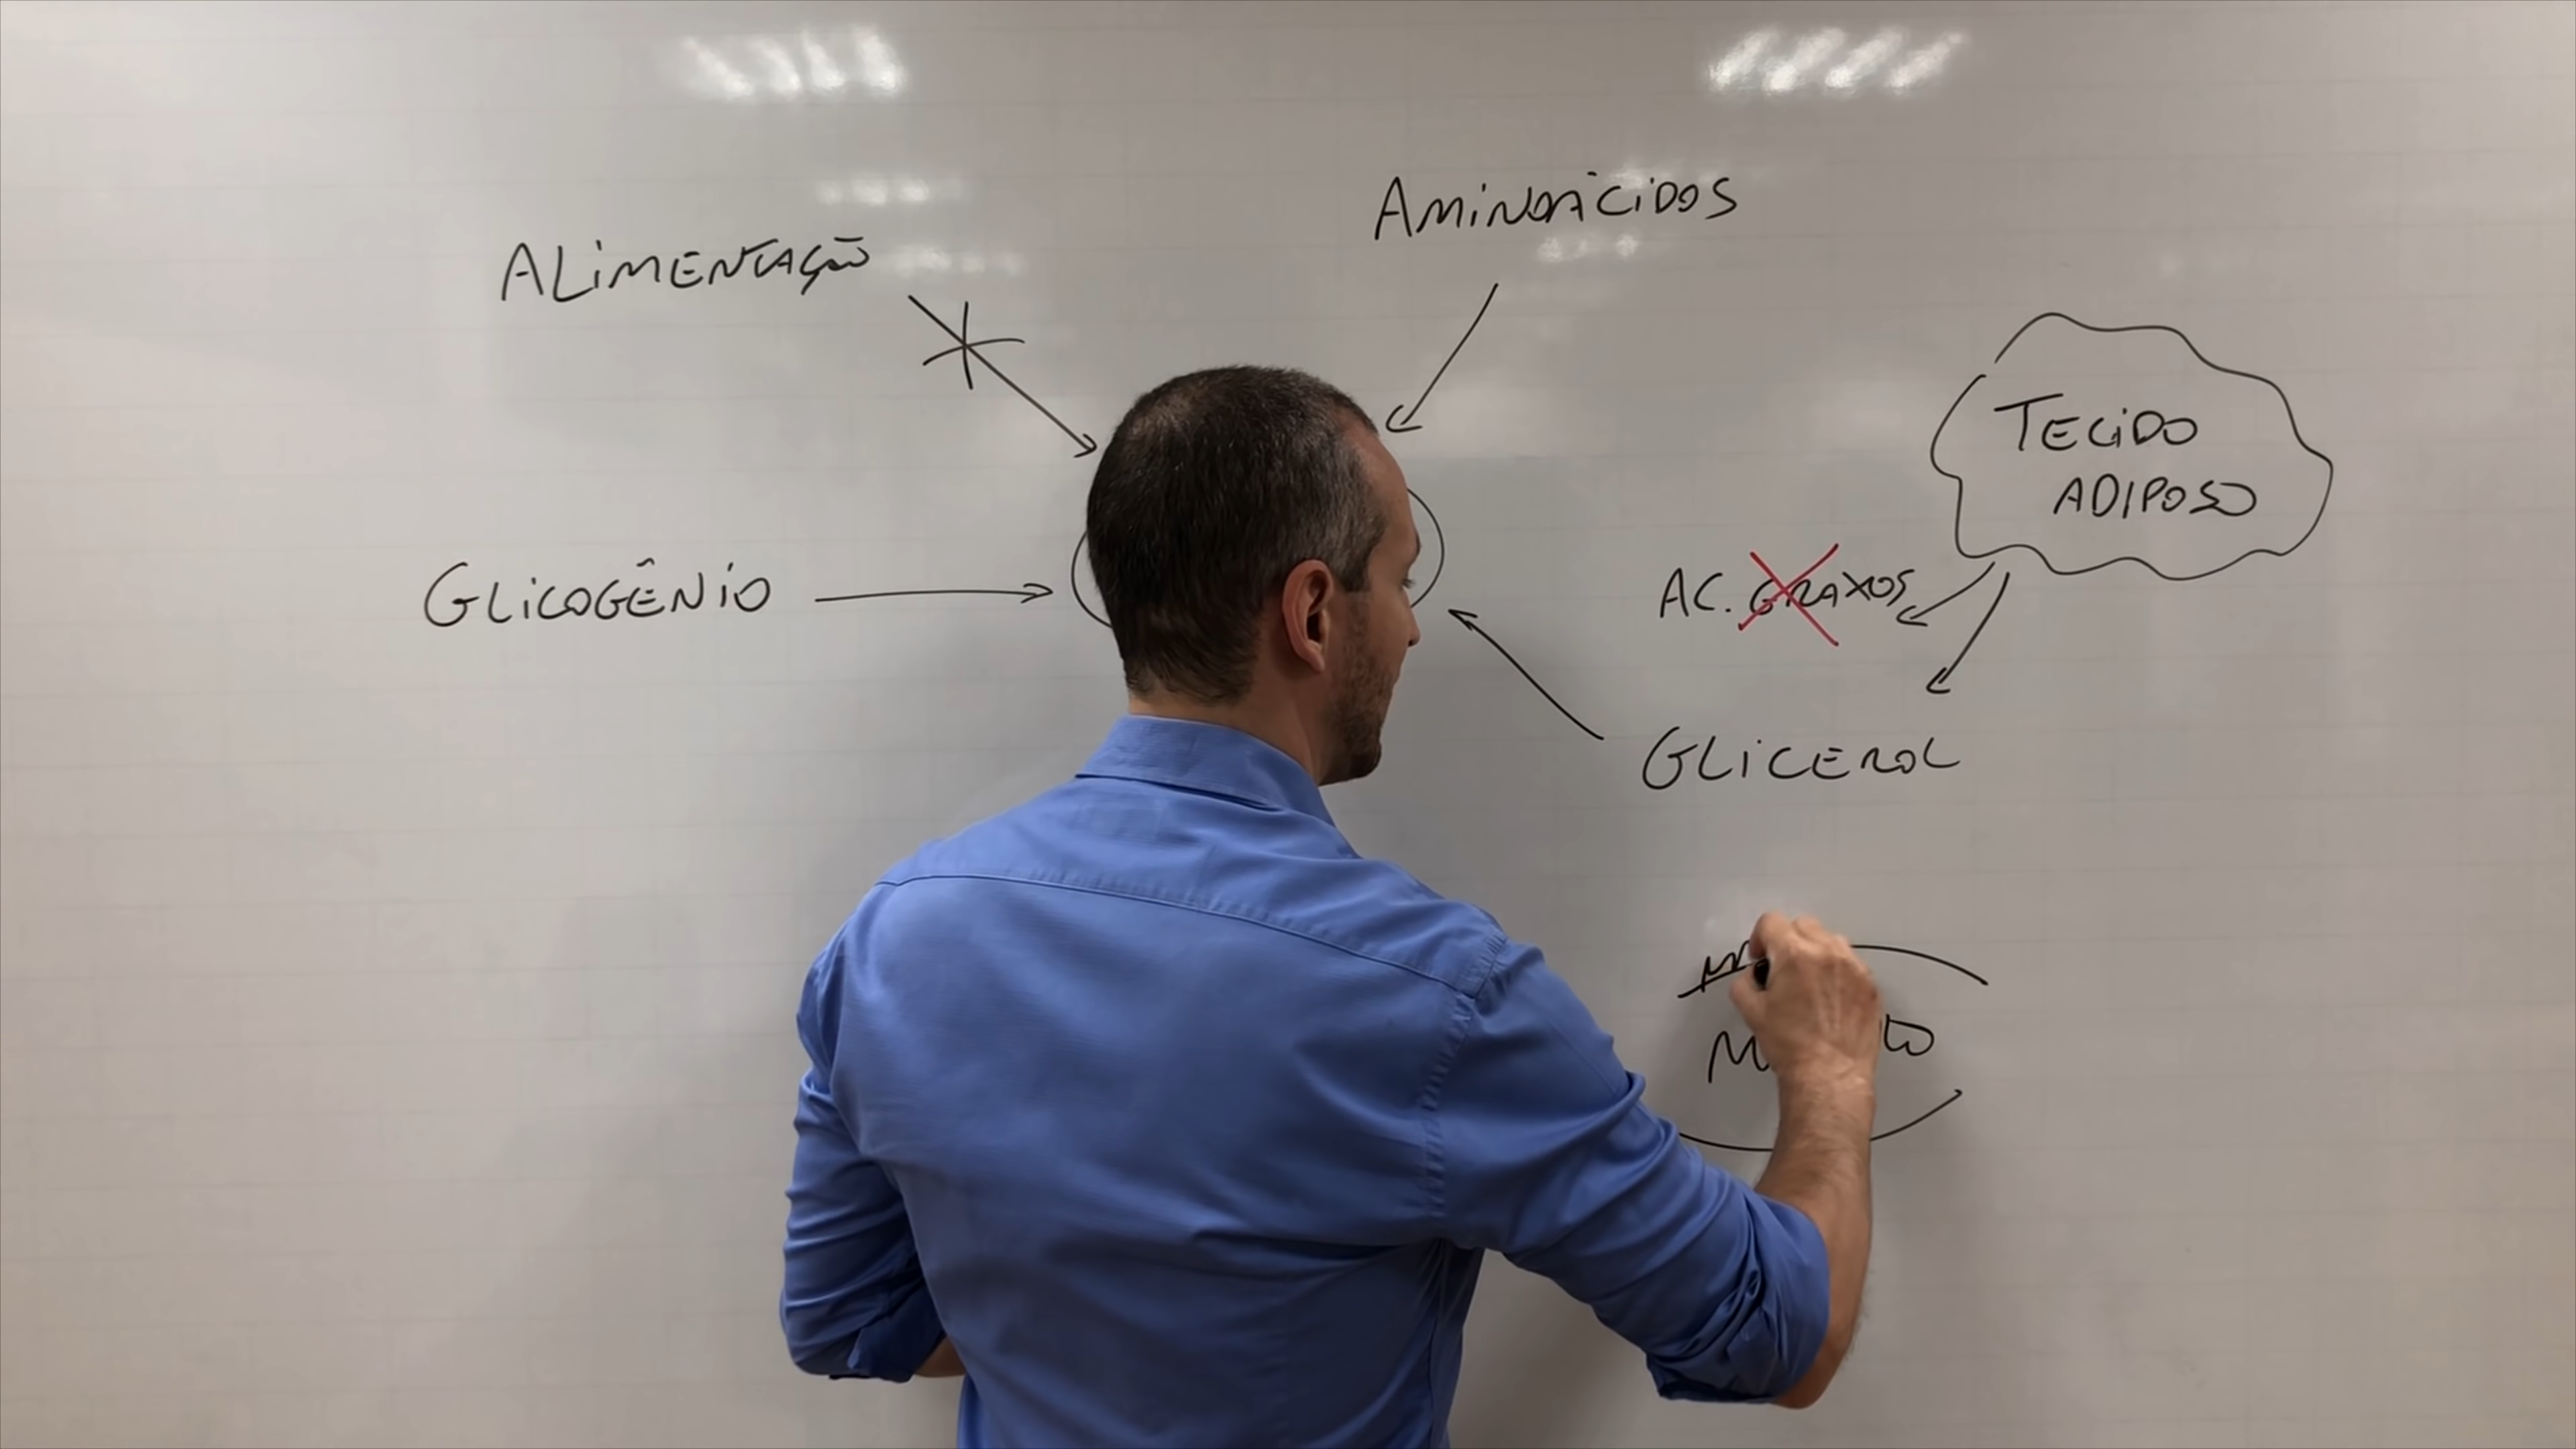 AMINOÁCIDOS
ALIMENTAÇÃO
TECIDO
ADIPOSO
GLICOGÊNIO
AC. GRAXOS
GLICEROL